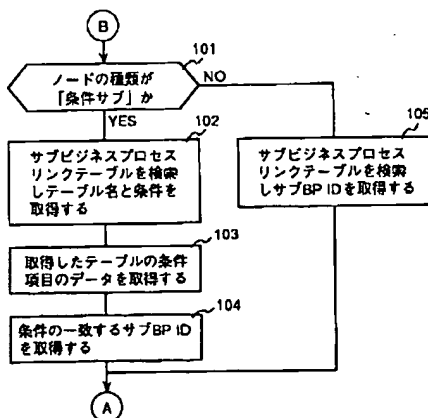 B
101
ノードの種類が
「条件サブ」か
NO
YES
102
サブビジネスプロセス
リンクテーブルを検索
しテーブル名と条件を
取得する
105
サブビジネスプロセス
リンクテーブルを検索
しサブBP IDを取得する
103
取得したテーブルの条件
項目のデータを取得する
104
条件の一致するサブBP ID
を取得する
A